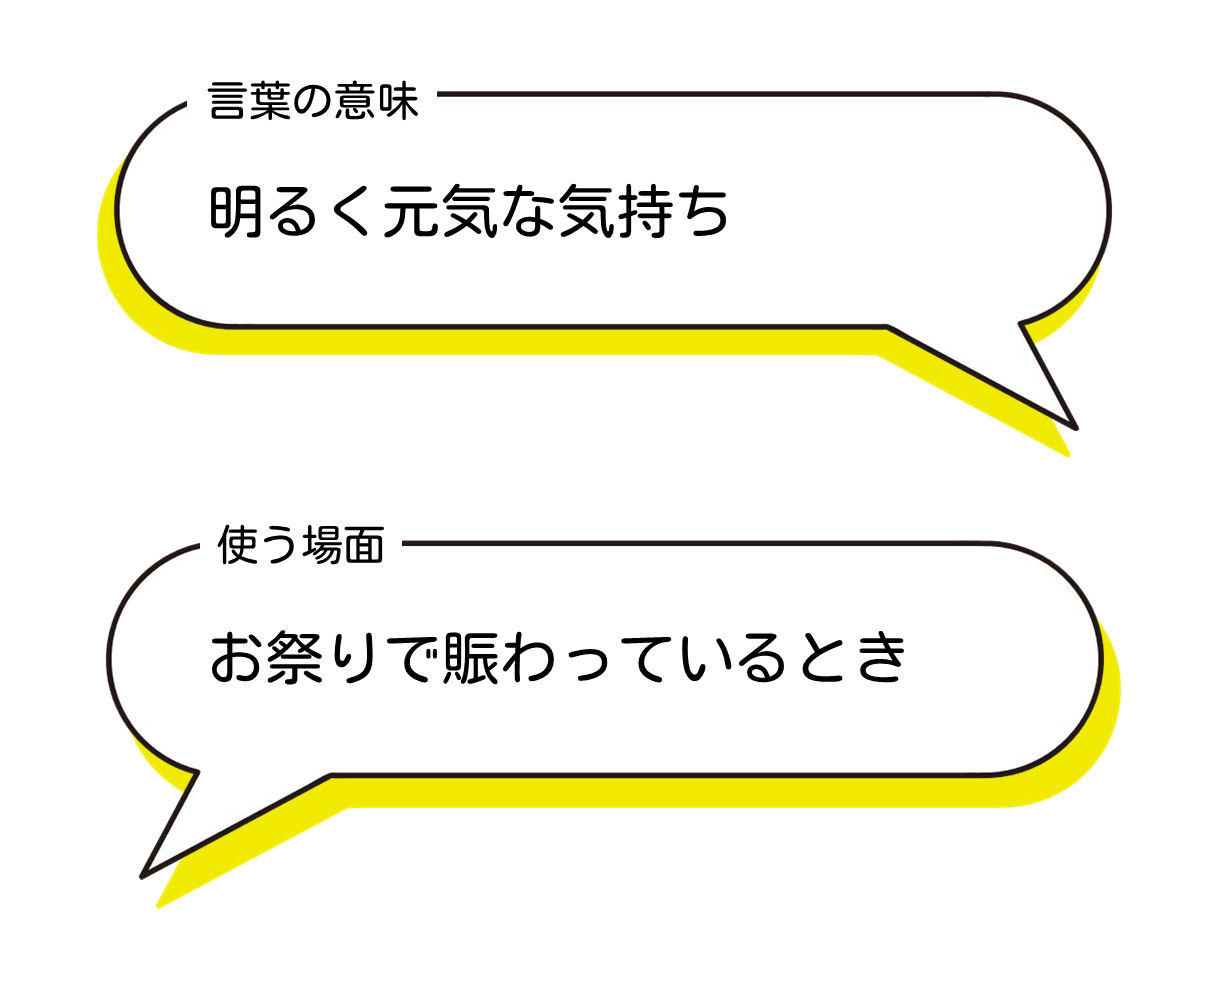 言葉の意味
明るく元気な気持ち
使う場面
お祭りで賑わっているとき